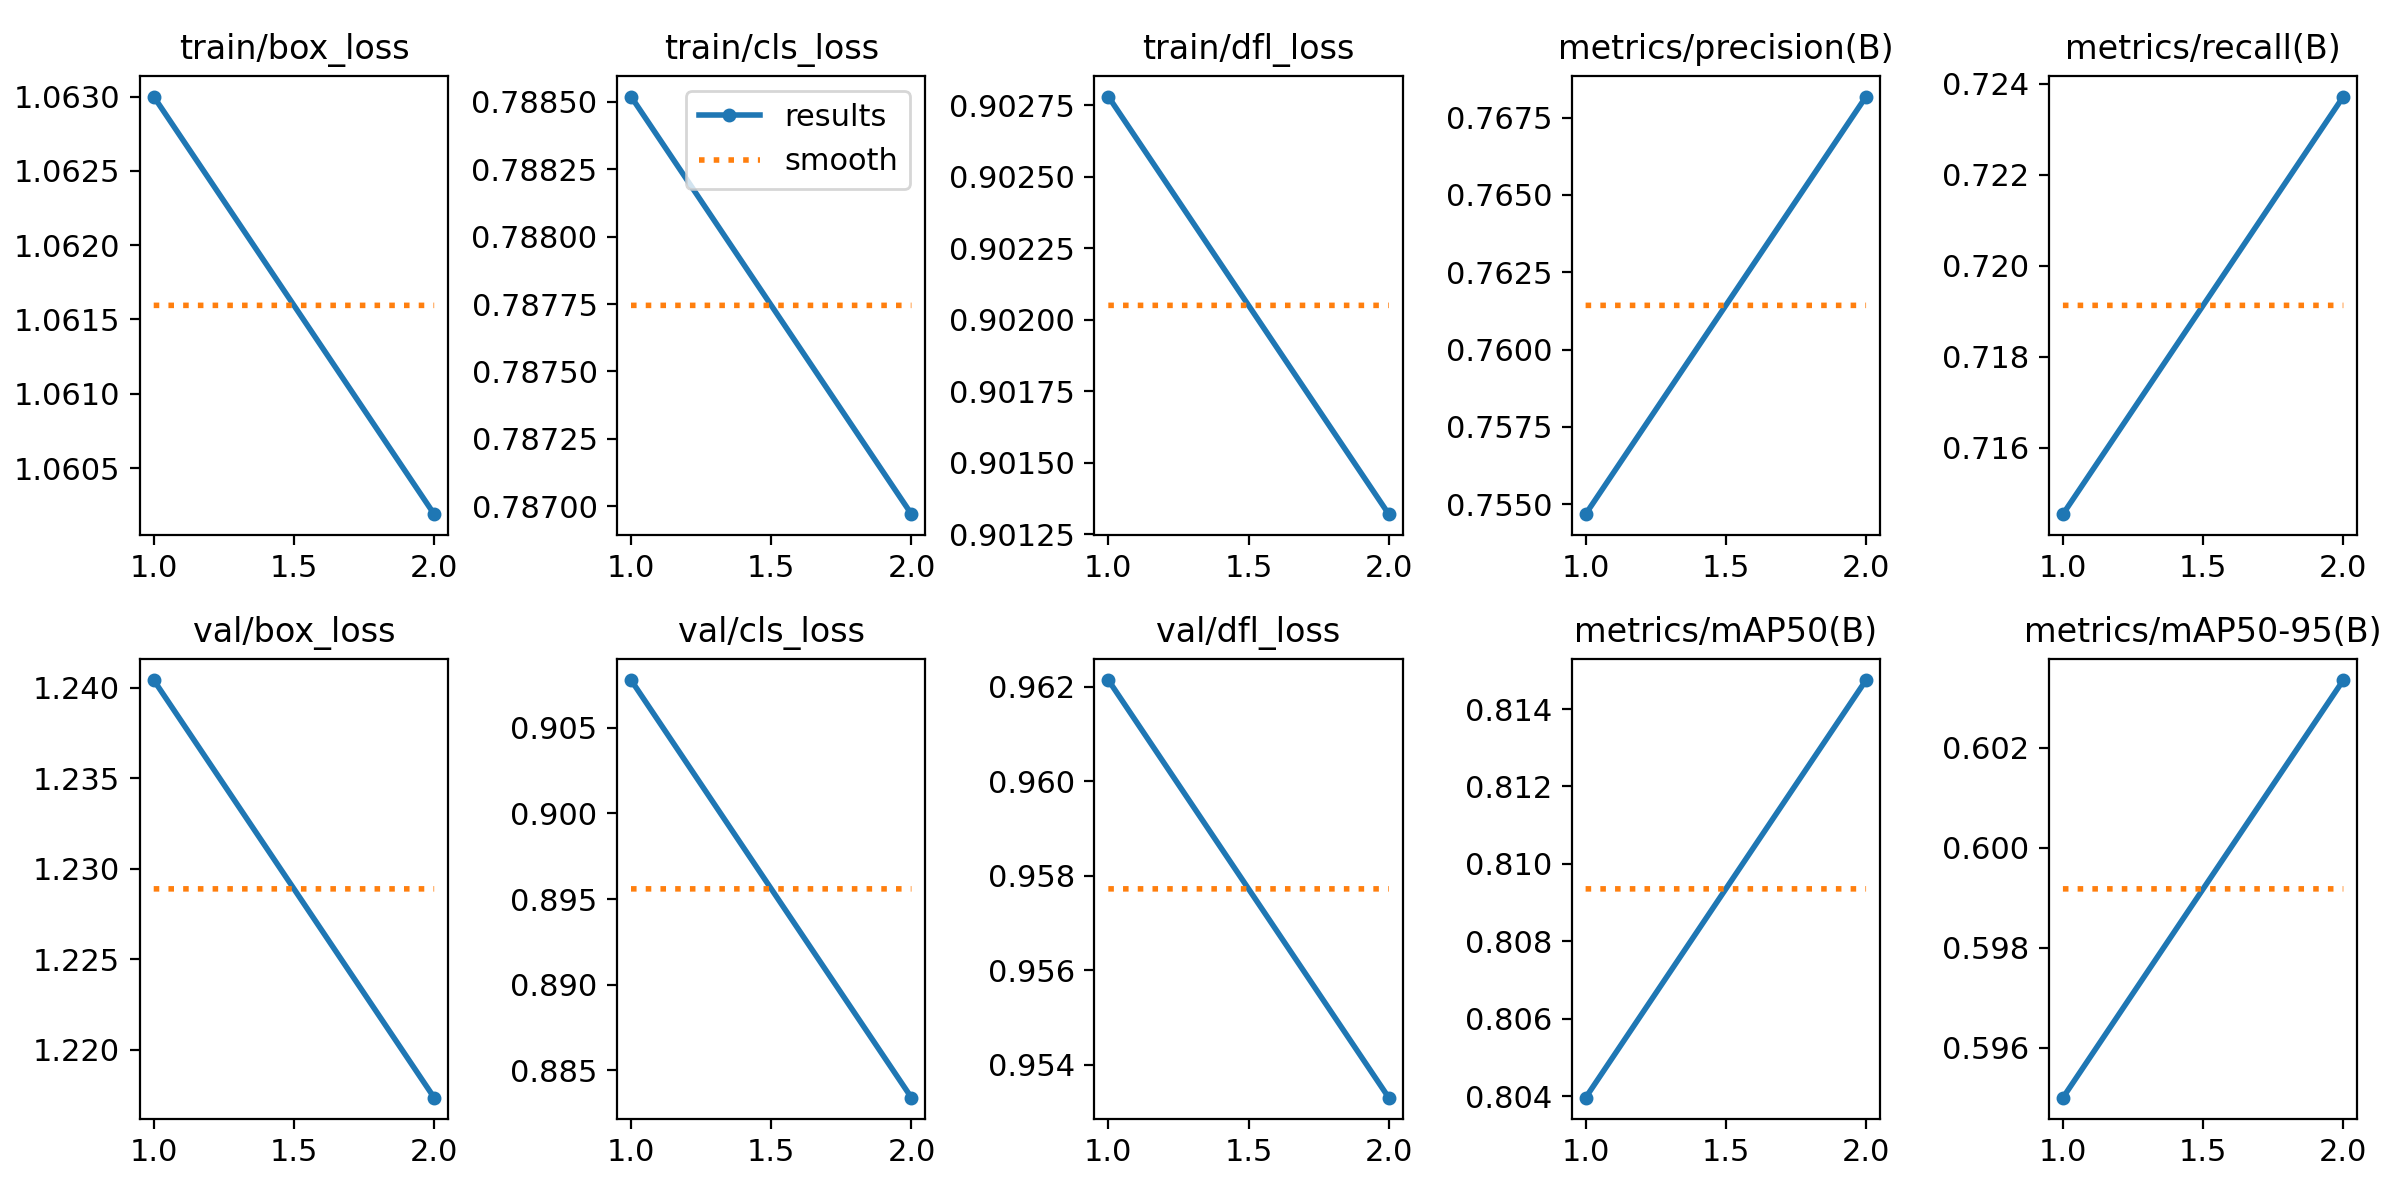 train/box_loss
1.0630
1.0625
1.0620
1.0615
1.0610
1.0605
1.0 1.5 2.0
train/cls_loss
results
smooth
0.78850
0.78825
0.78800
0.78775
0.78750
0.78725
0.78700
1.0 1.5 2.0
train/dfl_loss
0.90275
0.90250
0.90225
0.90200
0.90175
0.90150
0.90125
1.0 1.5 2.0
metrics/precision(B)
0.7675
0.7650
0.7625
0.7600
0.7575
0.7550
1.0 1.5 2.0
metrics/recall(B)
0.724
0.722
0.720
0.718
0.716
1.0 1.5 2.0
val/box_loss
1.240
1.235
1.230
1.225
1.220
1.0 1.5 2.0
val/cls_loss
0.905
0.900
0.895
0.890
0.885
1.0 1.5 2.0
val/dfl_loss
0.962
0.960
0.958
0.956
0.954
1.0 1.5 2.0
metrics/mAP50(B)
0.814
0.812
0.810
0.808
0.806
0.804
1.0 1.5 2.0
metrics/mAP50-95(B)
0.602
0.600
0.598
0.596
1.0 1.5 2.0